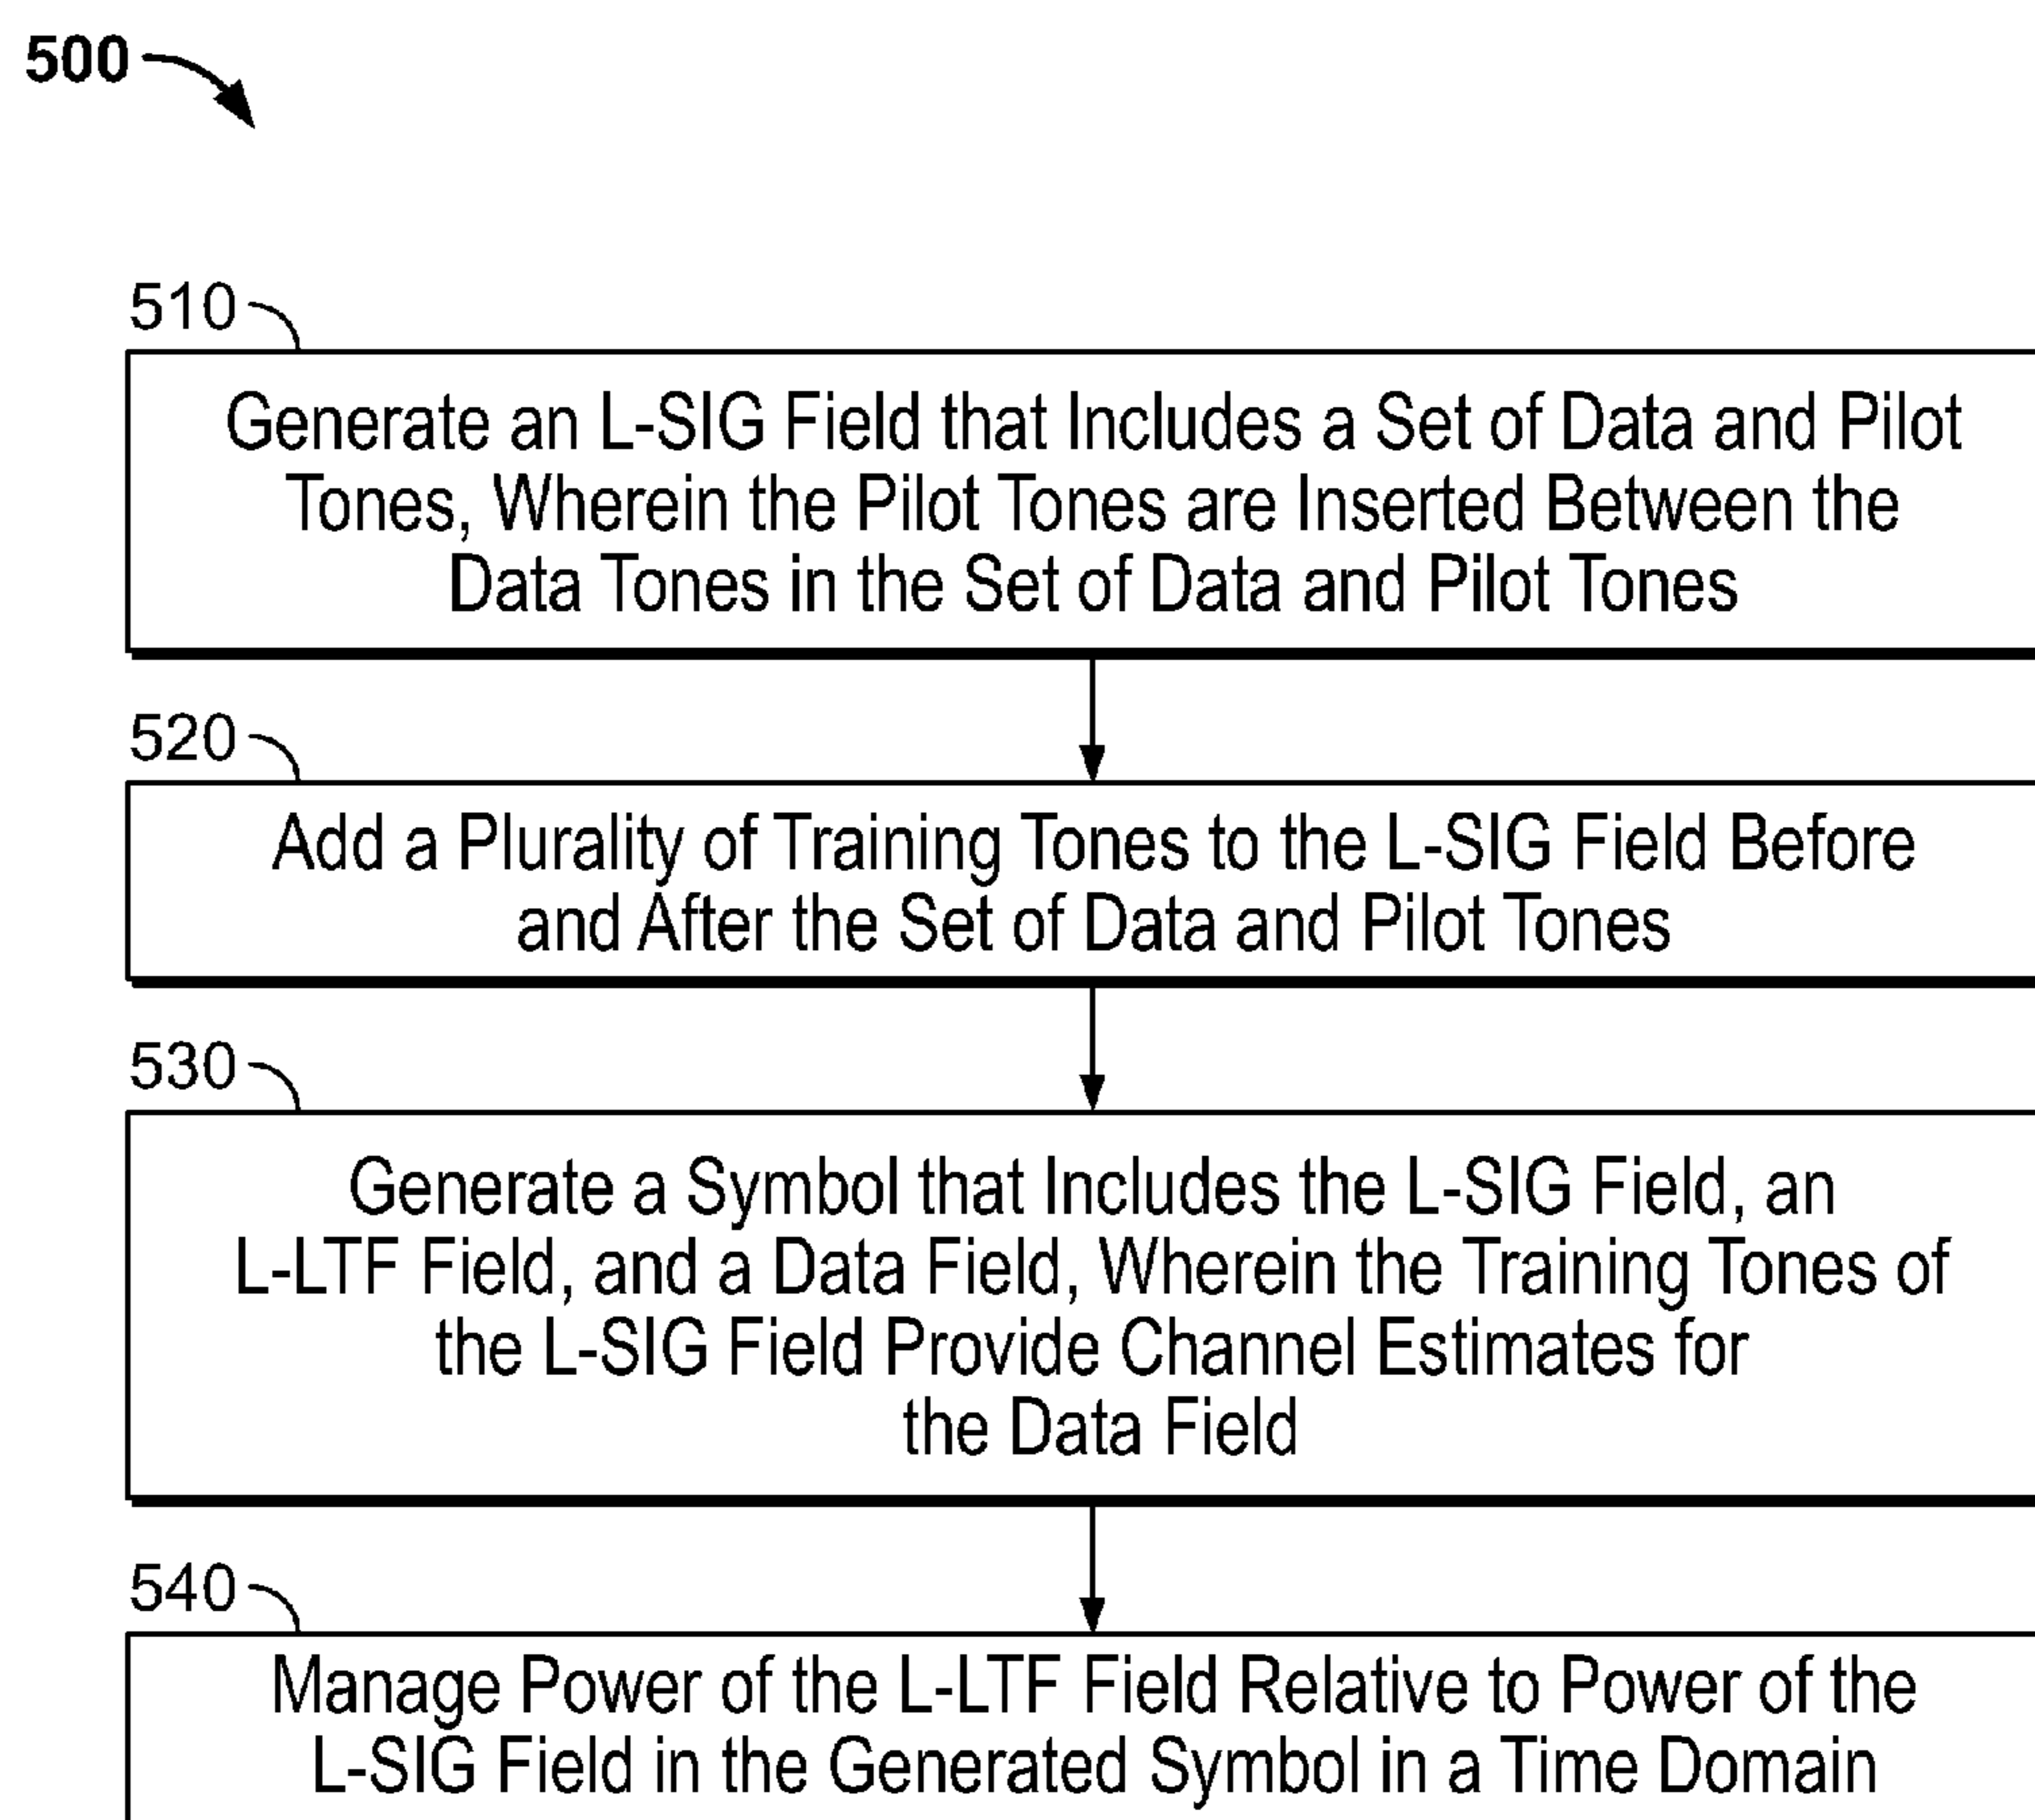 500
510
Generate an L-SIG Field that Includes a Set of Data and Pilot
Tones, Wherein the Pilot Tones are Inserted Between the
Data Tones in the Set of Data and Pilot Tones
520
Add a Plurality of Training Tones to the L-SIG Field Before
and After the Set of Data and Pilot Tones
530
Generate a Symbol that Includes the L-SIG Field, an
L-LTF Field, and a Data Field, Wherein the Training Tones of
the L-SIG Field Provide Channel Estimates for
the Data Field
540
Manage Power of the L-LTF Field Relative to Power of the
L-SIG Field in the Generated Symbol in a Time Domain